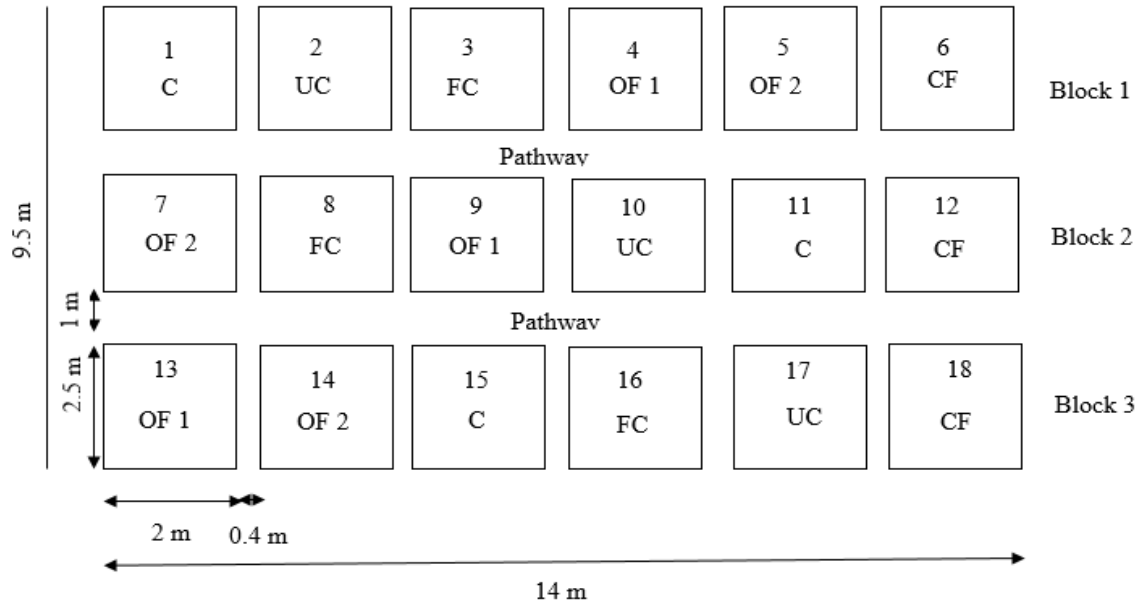 1 2 3 4 5 6
C UC FC OF 1 OF 2 CF
Block 1
Pathway
7 8 9 10 11 12
OF 2 FC OF 1 UC C CF
Block 2
9.5 m
1 m
Pathway
13 14 15 16 17 18
OF 1 OF 2 C FC UC CF
Block 3
2.5 m
2 m 0.4 m
14 m